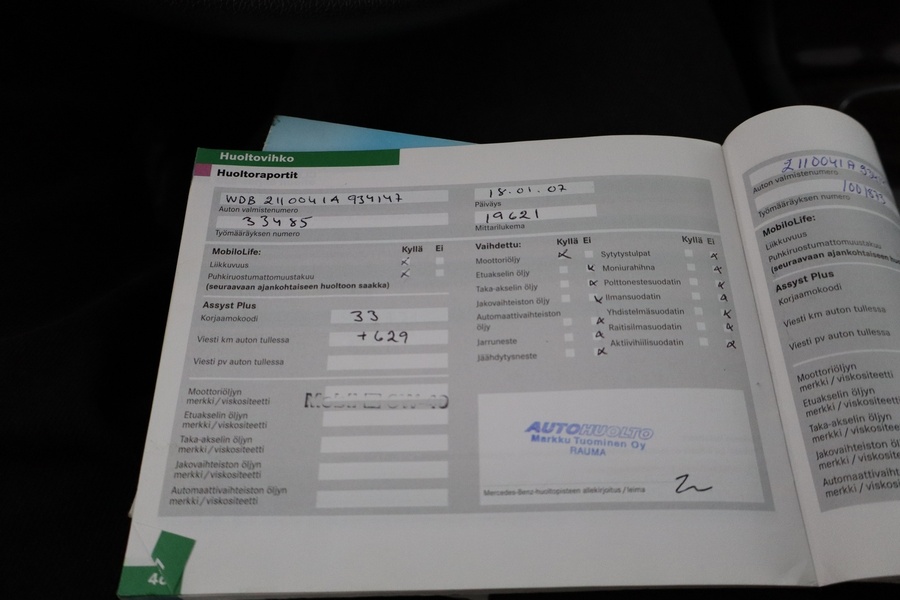 Huoltovihko
Huoltoraportit
WDB 2110041A 934147
Auton valmistenumero
33485
Työmääräyksen numero
18.01.07
Päiväys
19621
Mittarilukema
MobiloLife: Kyllä Ei
Liikkuvuus x
Puhkiruostumattomuustakuu x
(seuraavaan ajankohtaiseen huoltoon saakka)
Assyst Plus
Korjaamokoodi 33
Viesti km auton tullessa +629
Viesti pv auton tullessa
Moottoriöljyn
merkki/viskositeetti
Etuakselin öljyn
merkki/viskositeetti
Taka-akselin öljyn
merkki/viskositeetti
Jakovaihteiston öljyn
merkki/viskositeetti
Automaattivaihteiston öljyn
merkki/viskositeetti
Vaihdettu: Kyllä Ei
Moottoriöljy x
Etuakselin öljy x
Taka-akselin öljy x
Jakovaihteiston öljy x
Automaattivaihteiston
öljy x
Jarruneste x
Jäähdytysneste x
Kyllä Ei
Sytytystulpat x
Moniurahihna x
Polttonestesuodatin x
Ilmansuodatin x
Yhdistelmäsuodatin x
Raitisilmasuodatin x
Aktiivihiilisuodatin x
AUTOHUOLTO
Markku Tuominen Oy
RAUMA
Mercedes-Benz-huoltopisteen allekirjoitus / leima
2110041A
Auton valmistenumero
Työmääräyksen numero
MobiloLife:
Liikkuvuus
(seuraavaan ajankohtaiseen
Assyst Plus
Korjaamokoodi
Viesti km auton tullessa
Viesti pv auton tullessa
Moottoriöljyn
merkki/viskositeetti
Etuakselin öljyn
merkki/viskositeetti
Taka-akselin öljyn
merkki/viskositeetti
Jakovaihteiston
merkki/viskositeetti